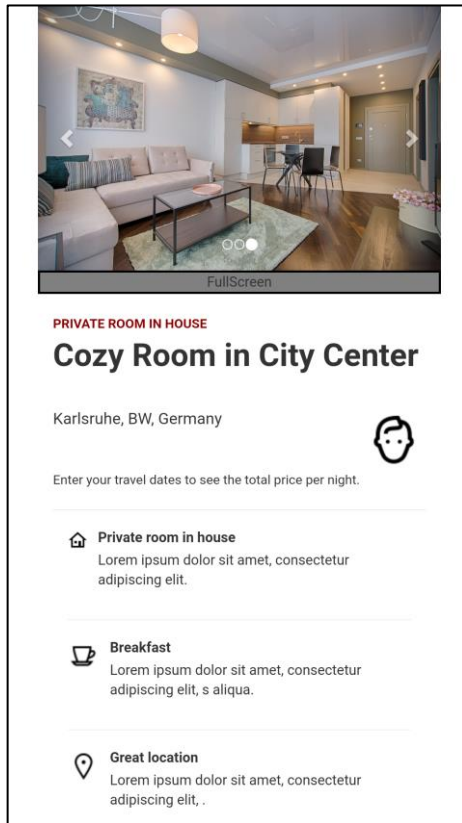 FullScreen
PRIVATE ROOM IN HOUSE
Cozy Room in City Center
Karlsruhe, BW, Germany
Enter your travel dates to see the total price per night.
Private room in house
Lorem ipsum dolor sit amet, consectetur
adipiscing elit.
Breakfast
Lorem ipsum dolor sit amet, consectetur
adipiscing elit, s aliqua.
Great location
Lorem ipsum dolor sit amet, consectetur
adipiscing elit, .